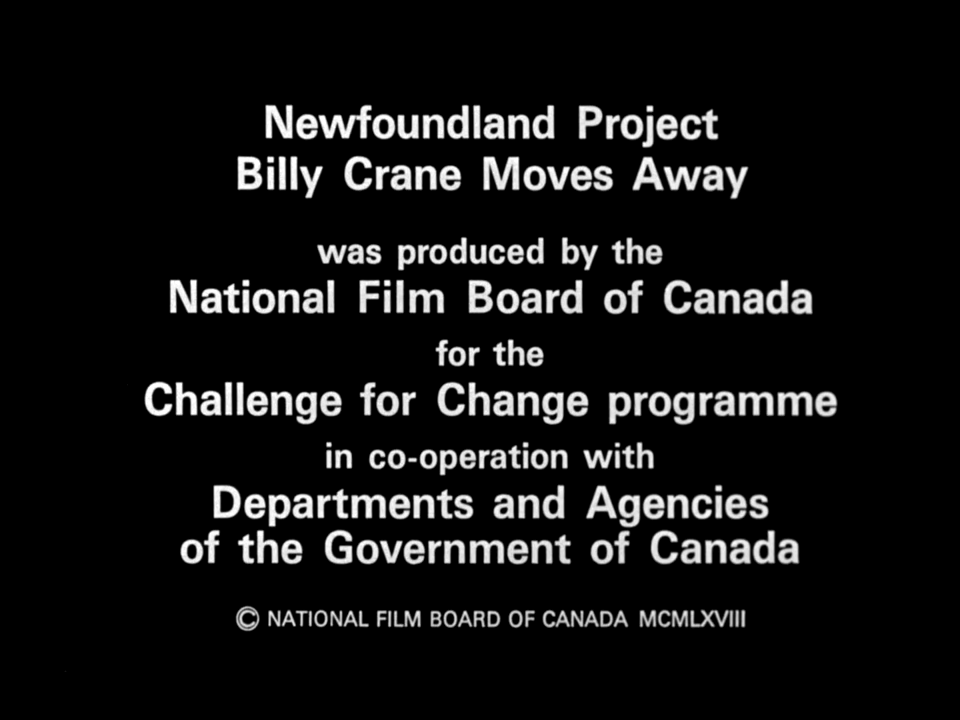 Newfoundland Project
Billy Crane Moves Away
was produced by the
National Film Board of Canada
for the
Challenge for Change programme
in co-operation with
Departments and Agencies
of the Government of Canada
© NATIONAL FILM BOARD OF CANADA MCMLXVIII